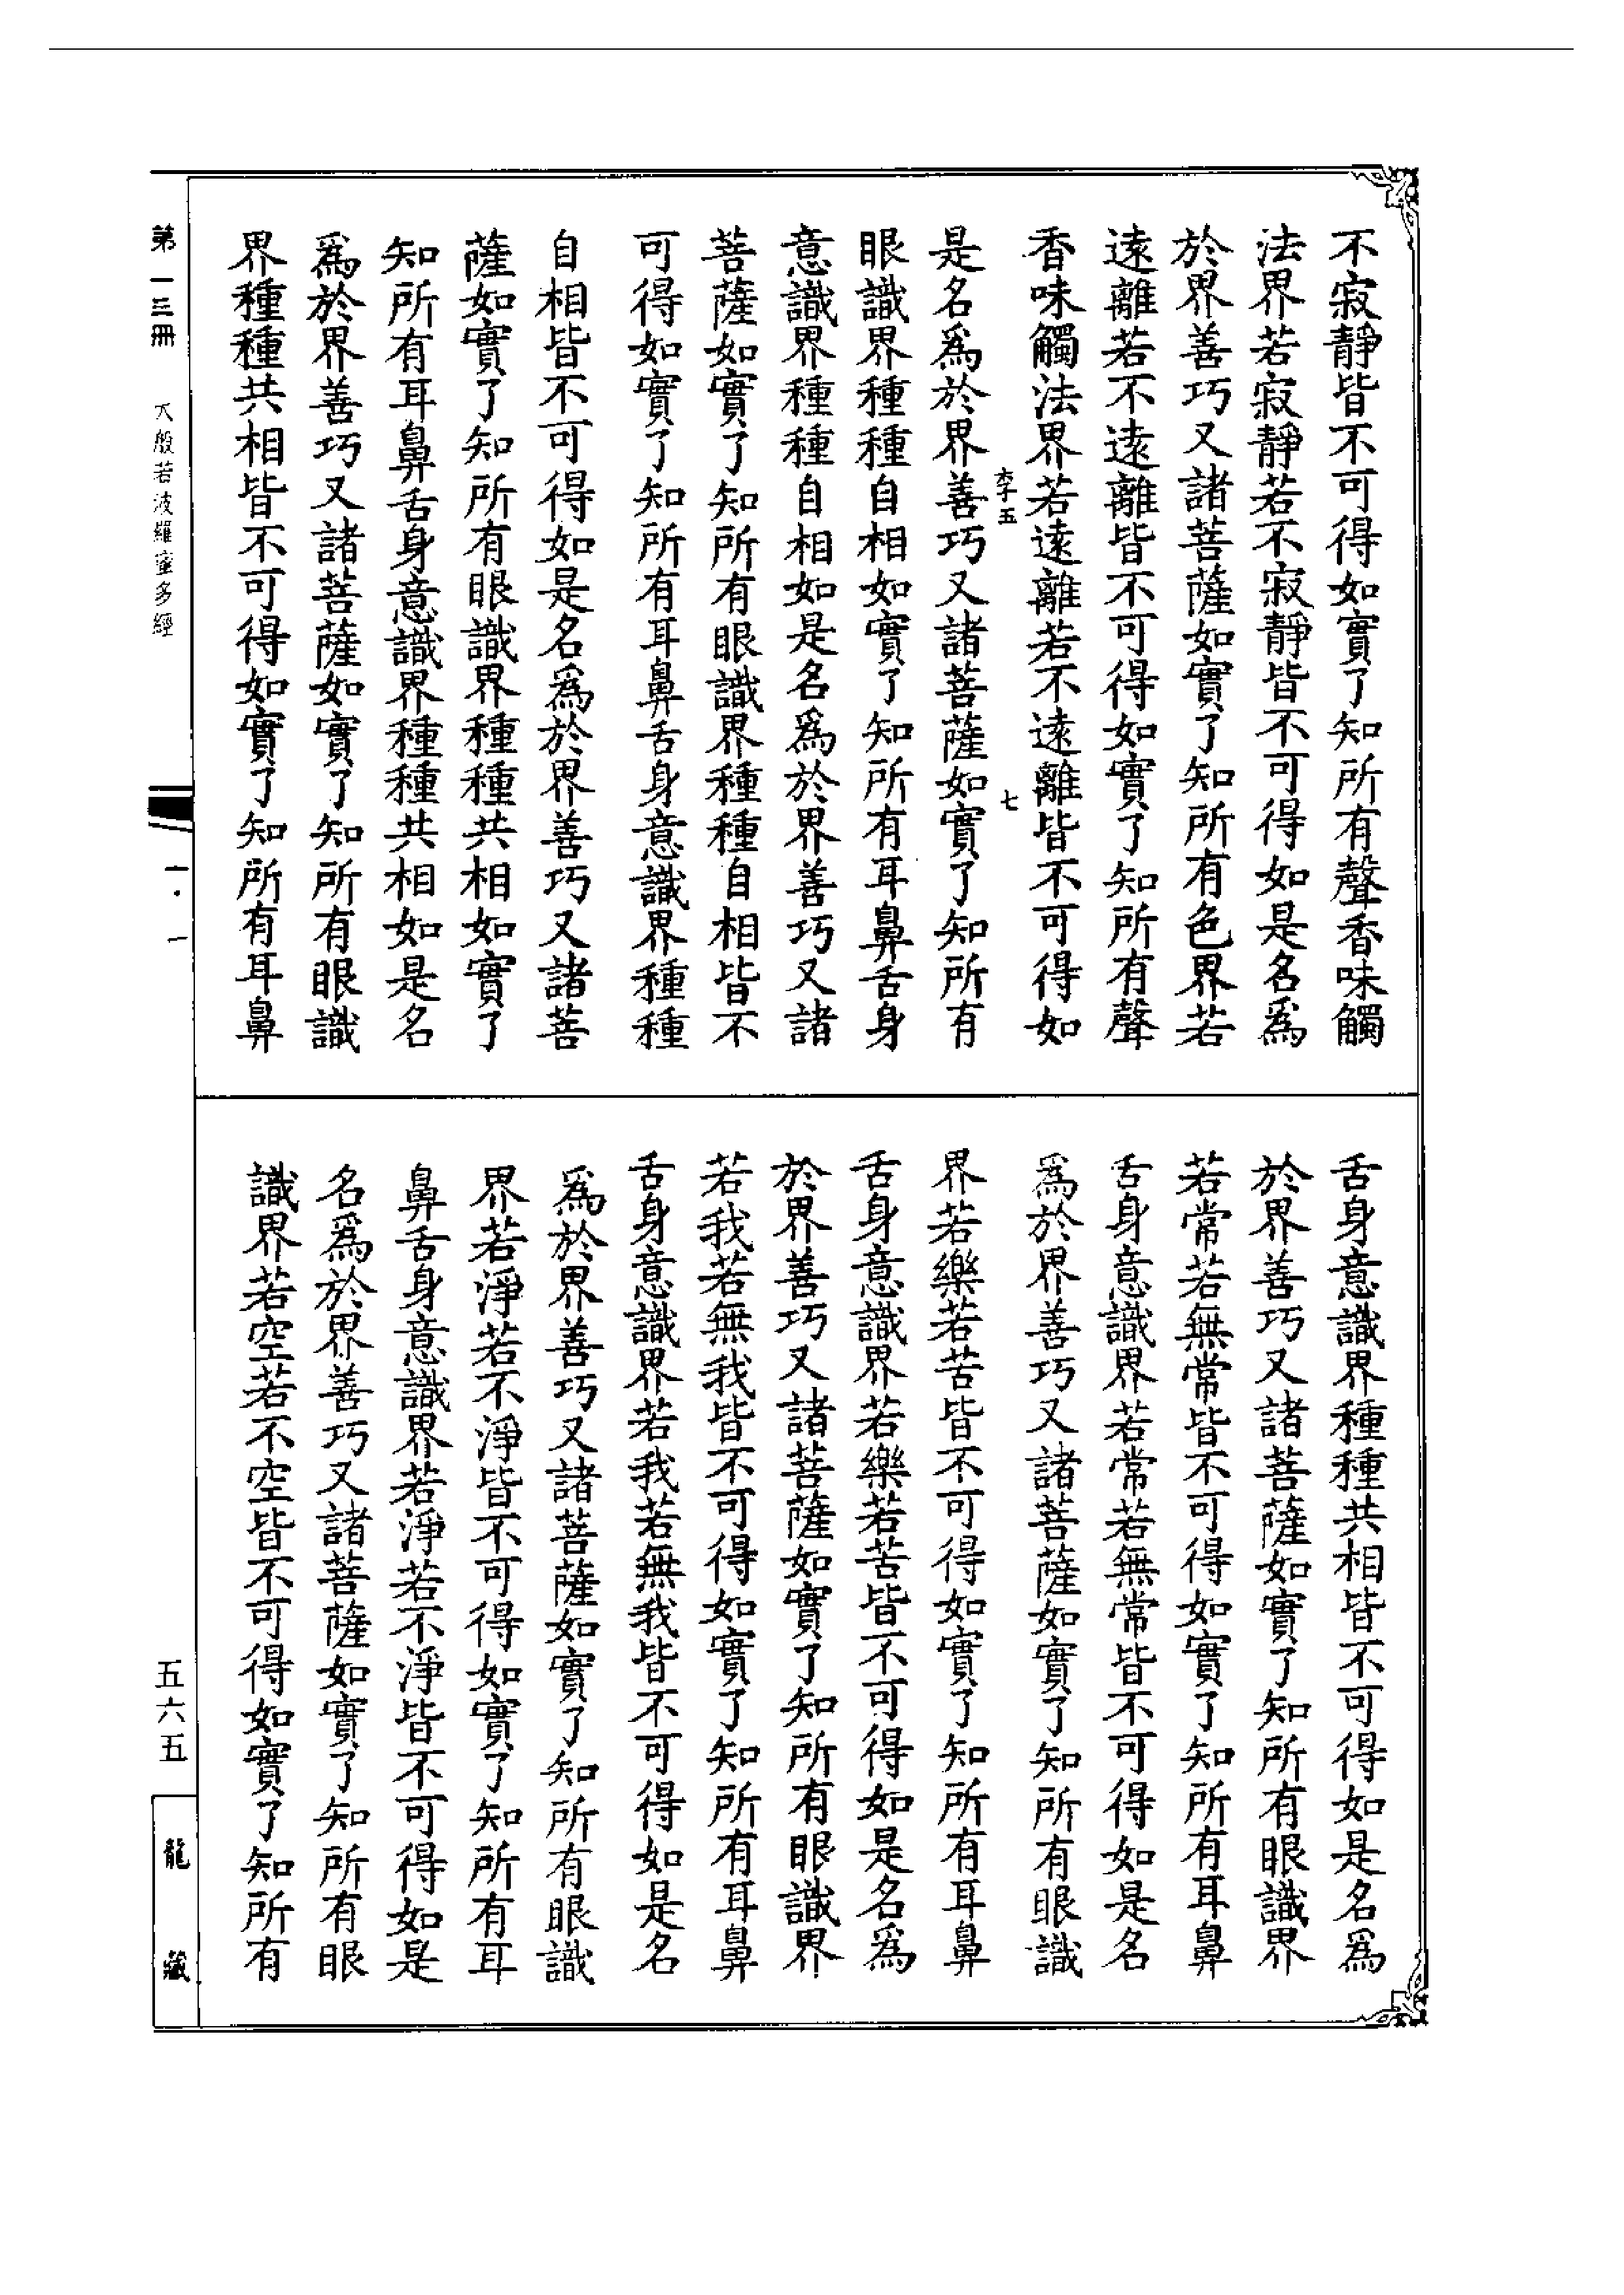 不寂靜皆不可得如實了知所有聲香味觸
法界若寂靜若不寂靜皆不可得如是名爲
於界善巧又諸菩薩如實了知所有色界若
遠離若不遠離皆不可得如實了知所有聲
香味觸法界若遠離若不遠離皆不可得如
李五 七
是名爲於界善巧又諸菩薩如實了知所有
眼識界種種自相如實了知所有耳鼻舌身
意識界種種自相如是名爲於界善巧又諸
菩薩如實了知所有眼識界種種自相皆不
可得如實了知所有耳鼻舌身意識界種種
自相皆不可得如是名爲於界善巧又諸菩
薩如實了知所有眼識界種種共相如實了
知所有耳鼻舌身意識界種種共相如是名
爲於界善巧又諸菩薩如實了知所有眼識
界種種共相皆不可得如實了知所有耳鼻
舌身意識界種種共相皆不可得如是名爲
於界善巧又諸菩薩如實了知所有眼識界
若常若無常皆不可得如實了知所有耳鼻
舌身意識界若常若無常皆不可得如是名
爲於界善巧又諸菩薩如實了知所有眼識
界若樂若苦皆不可得如實了知所有耳鼻
舌身意識界若樂若苦皆不可得如是名爲
於界善巧又諸菩薩如實了知所有眼識界
若我若無我皆不可得如實了知所有耳鼻
舌身意識界若我若無我皆不可得如是名
爲於界善巧又諸菩薩如實了知所有眼識
界若淨若不淨皆不可得如實了知所有耳
鼻舌身意識界若淨若不淨皆不可得如是
名爲於界善巧又諸菩薩如實了知所有眼
識界若空若不空皆不可得如實了知所有
第一三冊 大般若波羅蜜多經 一·一 五六五 龍藏